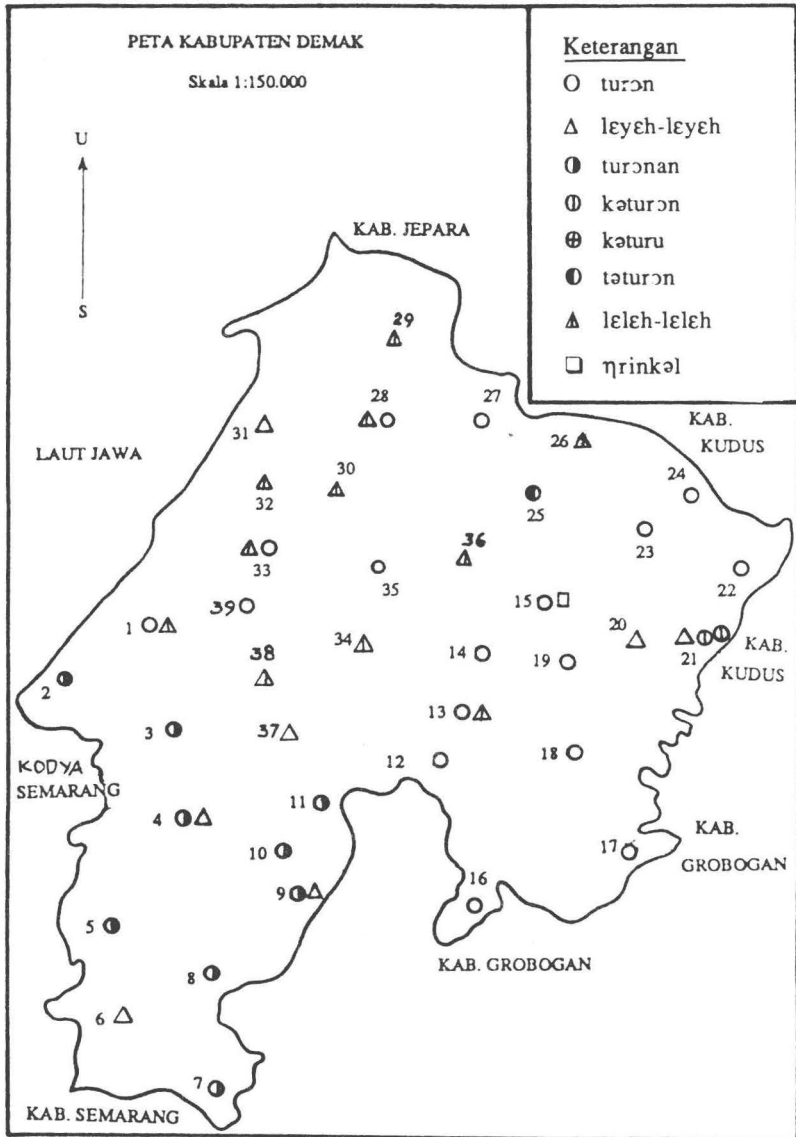 PETA KABUPATEN DEMAK
Skala 1:150.000
U
S
Keterangan
turɔn
lɛyɛh-lɛyɛh
turɔnan
kəturɔn
kəturu
təturɔn
lɛlɛh-lɛlɛh
ηrinkəl
KAB. JEPARA
29
28
27
31
26
KAB.
KUDUS
LAUT JAWA
30
24
32
25
36
23
33
35
22
39
15
1
34
14
20
21
KAB.
KUDUS
38
19
2
13
3
37
18
12
KODYA
SEMARANG
11
4
10
17
KAB.
GROBOGAN
9
16
5
KAB. GROBOGAN
8
6
7
KAB. SEMARANG